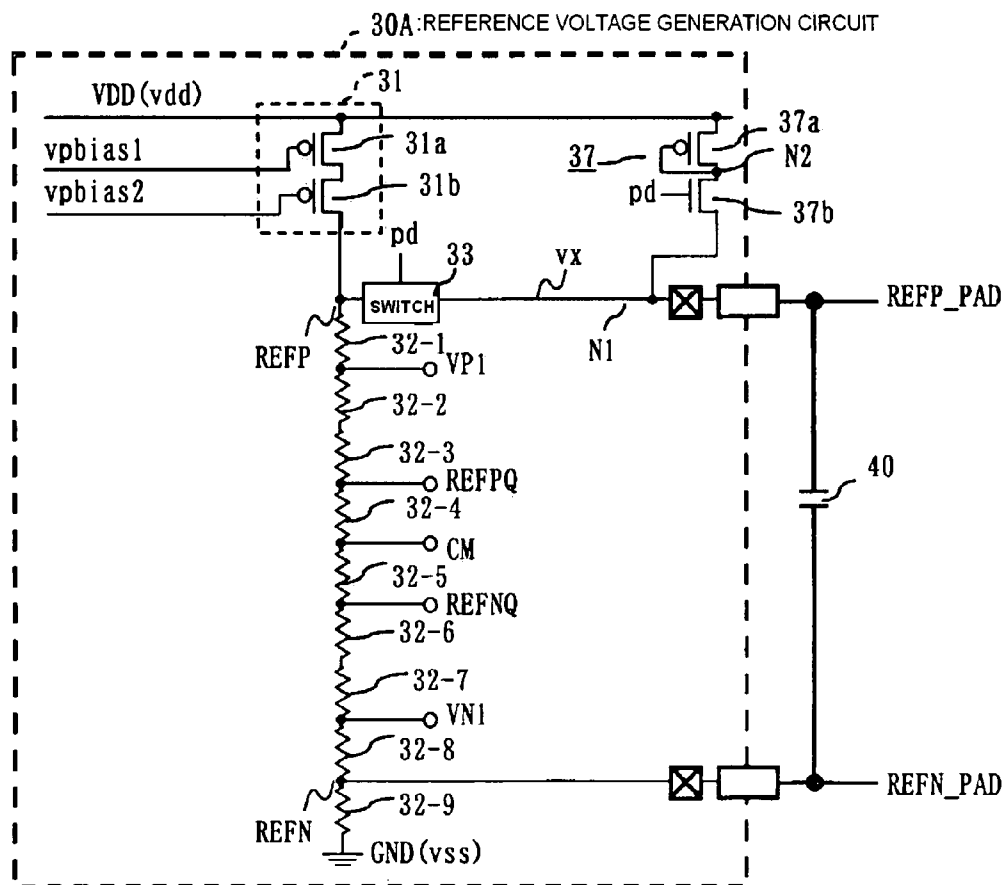 30A:REFERENCE VOLTAGE GENERATION CIRCUIT
31
VDD(vdd)
37a
vpbias1
31a
37
N2
vpbias2
31b
pd
37b
pd
33
vx
SWITCH
REFP_PAD
REFP
32-1
N1
VP1
32-2
32-3
REFPQ
40
32-4
CM
32-5
REFNQ
32-6
32-7
VN1
32-8
REFN_PAD
REFN
32-9
GND(vss)